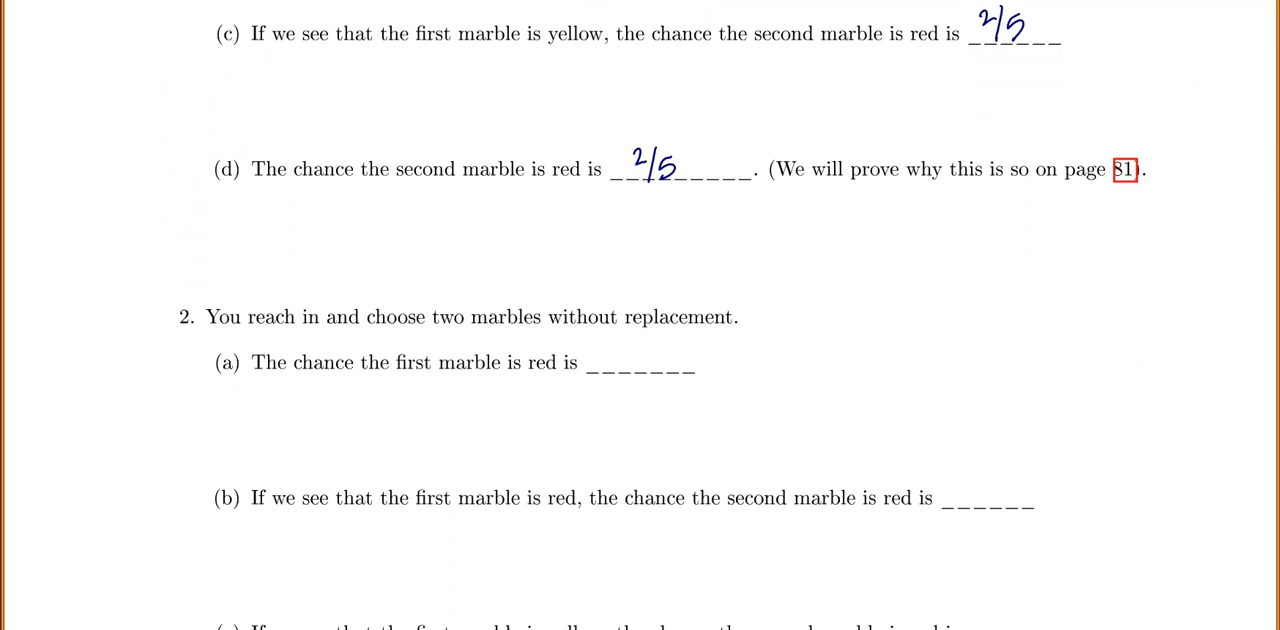 (c) If we see that the first marble is yellow, the chance the second marble is red is 2/5
(d) The chance the second marble is red is 2/5. (We will prove why this is so on page 81).
2. You reach in and choose two marbles without replacement.
(a) The chance the first marble is red is _______
(b) If we see that the first marble is red, the chance the second marble is red is ______